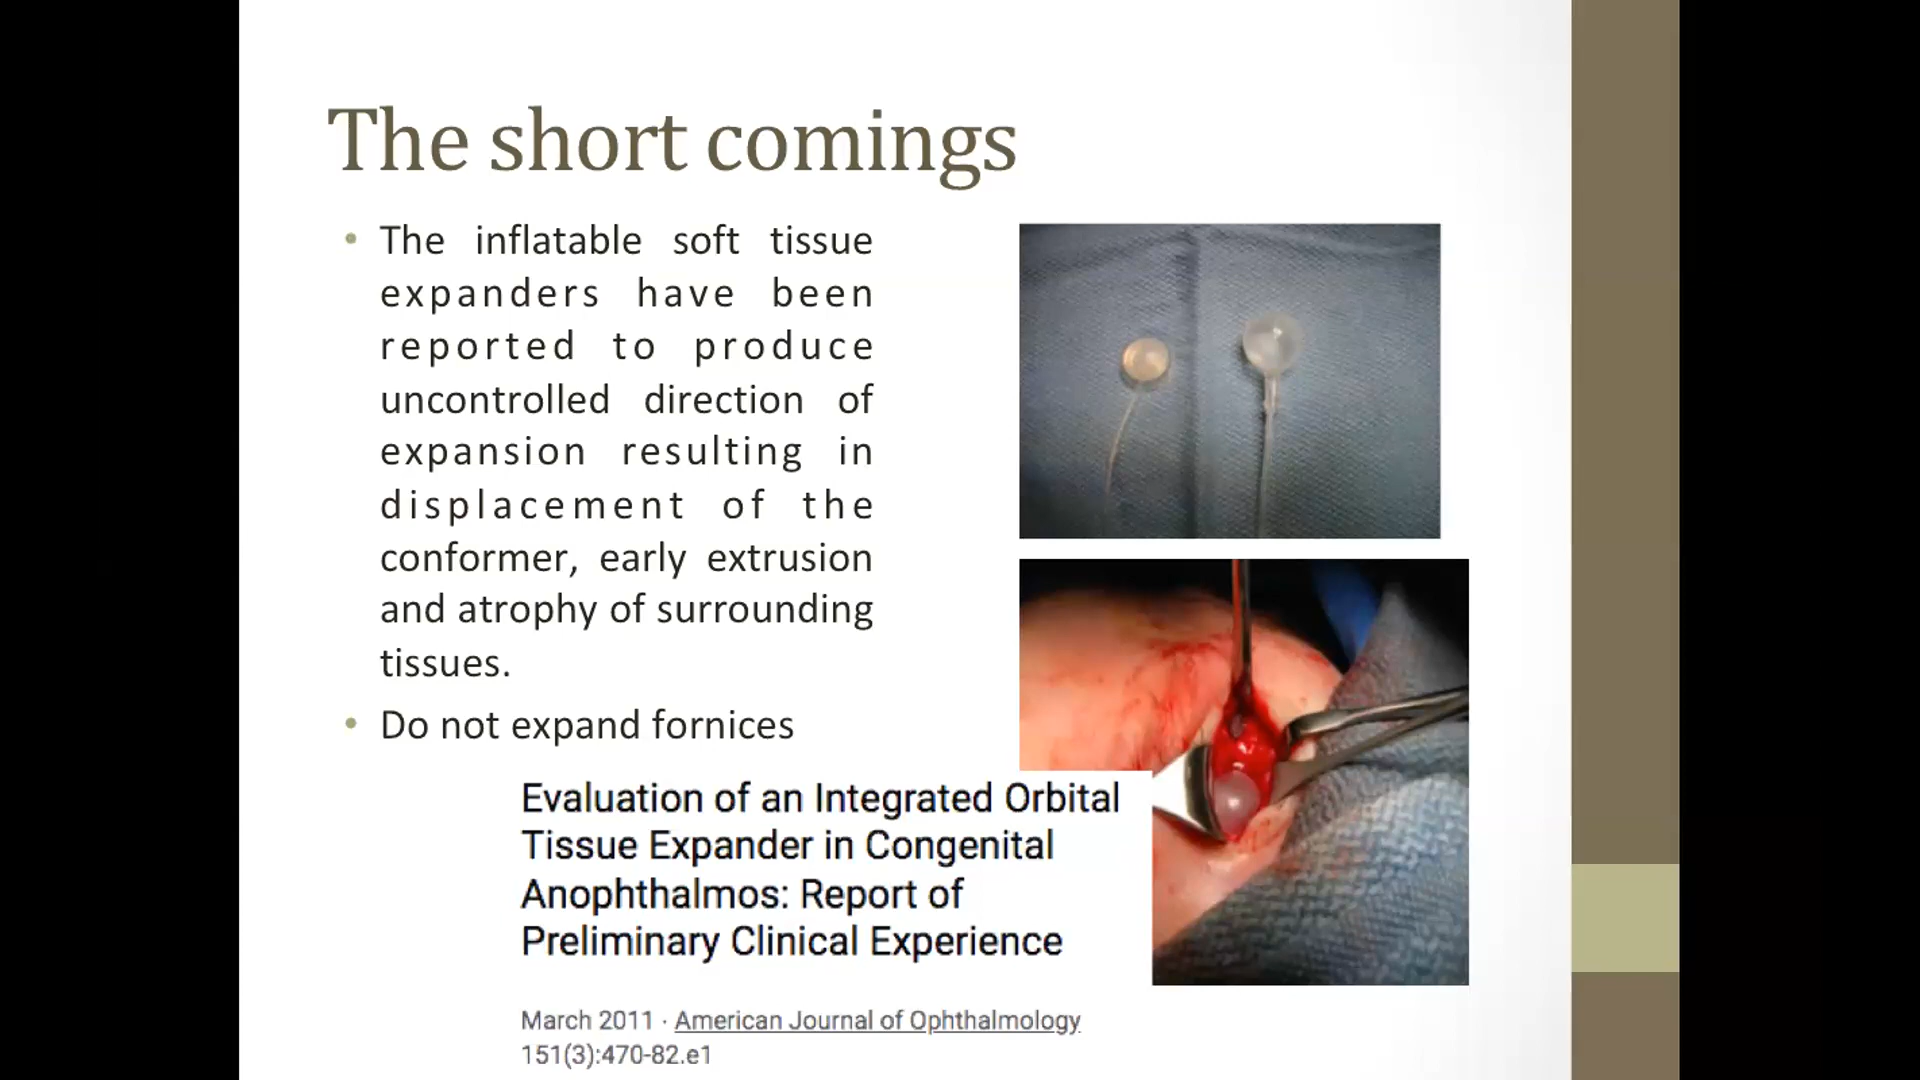 The short comings
• The inflatable soft tissue
expanders have been
reported to produce
uncontrolled direction of
expansion resulting in
displacement of the
conformer, early extrusion
and atrophy of surrounding
tissues.
• Do not expand fornices
Evaluation of an Integrated Orbital
Tissue Expander in Congenital
Anophthalmos: Report of
Preliminary Clinical Experience
March 2011 · American Journal of Ophthalmology
151(3):470-82.e1